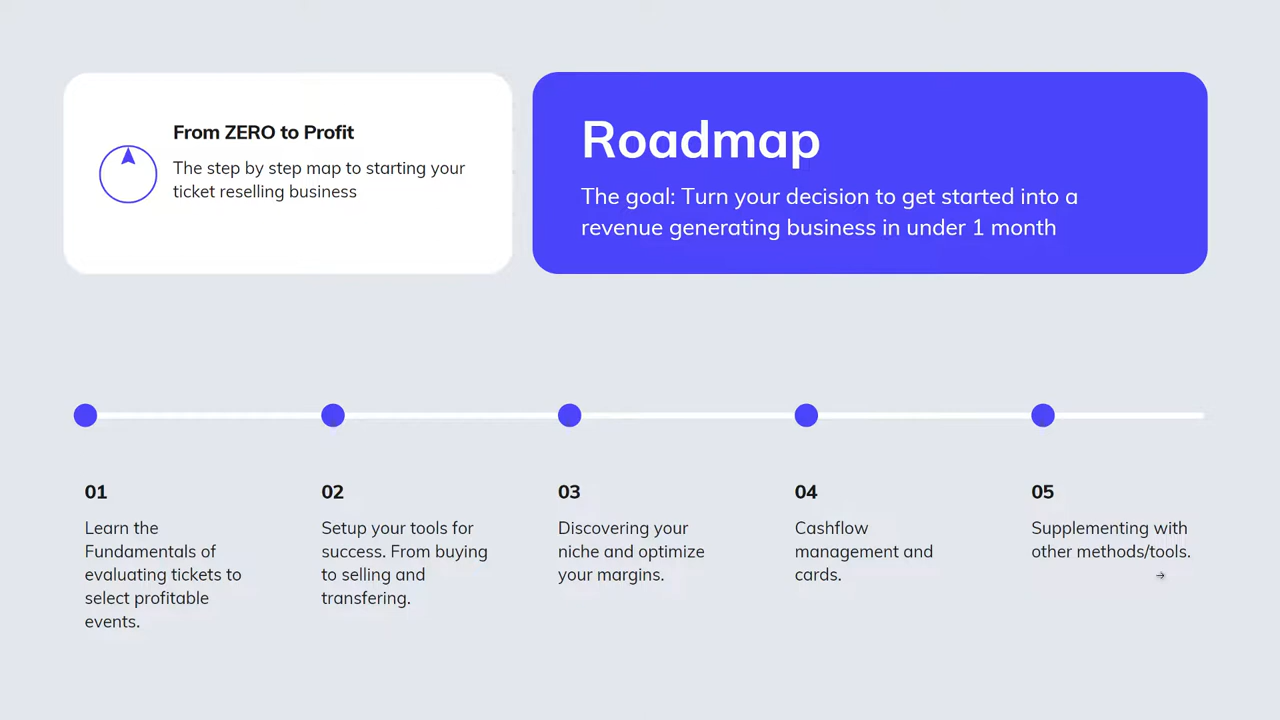 From ZERO to Profit
The step by step map to starting your
ticket reselling business
Roadmap
The goal: Turn your decision to get started into a
revenue generating business in under 1 month
01
Learn the
Fundamentals of
evaluating tickets to
select profitable
events.
02
Setup your tools for
success. From buying
to selling and
transfering.
03
Discovering your
niche and optimize
your margins.
04
Cashflow
management and
cards.
05
Supplementing with
other methods/tools.